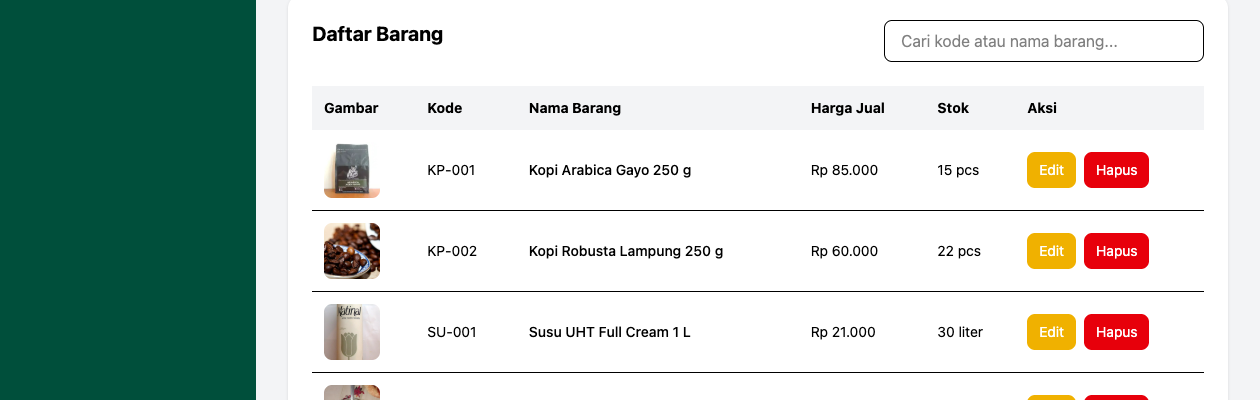 Daftar Barang
Cari kode atau nama barang...
Gambar Kode Nama Barang Harga Jual Stok Aksi
KP-001 Kopi Arabica Gayo 250 g Rp 85.000 15 pcs Edit Hapus
KP-002 Kopi Robusta Lampung 250 g Rp 60.000 22 pcs Edit Hapus
SU-001 Susu UHT Full Cream 1 L Rp 21.000 30 liter Edit Hapus